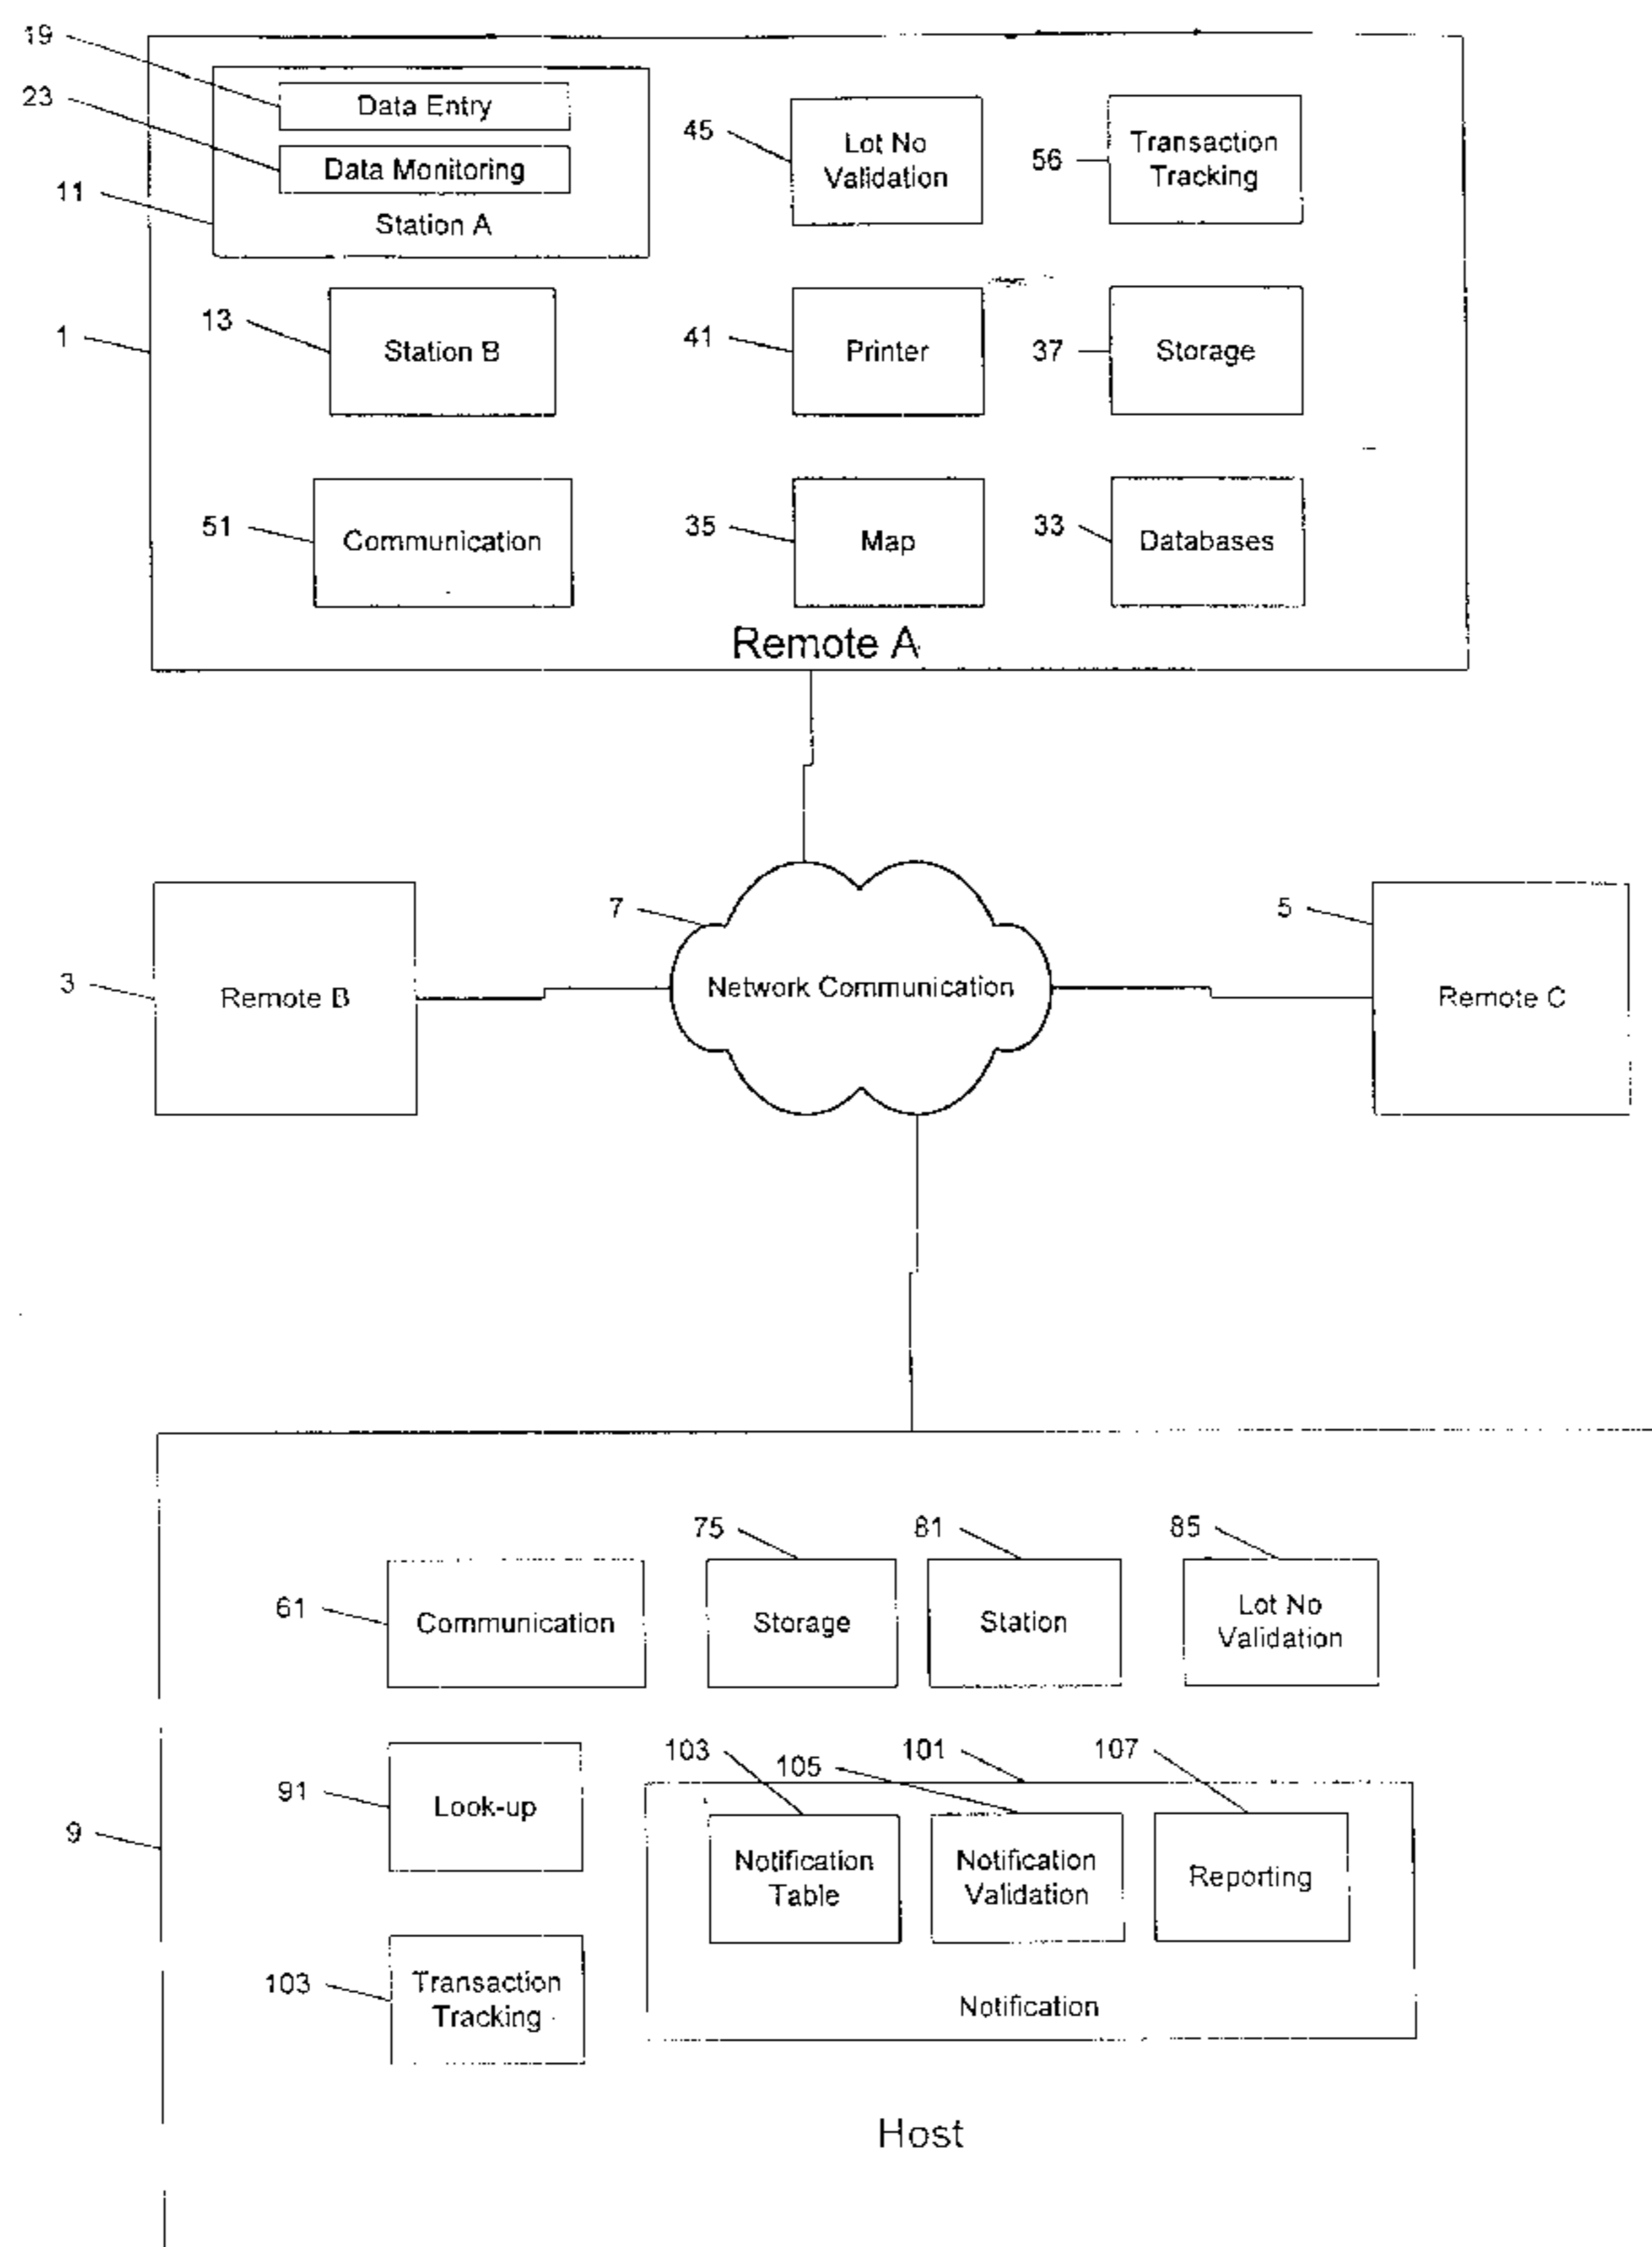 19
Data Entry
23
Data Monitoring
11
Station A
45
Lot No
Validation
56
Transaction
Tracking
1
13
Station B
41
Printer
37
Storage
51
Communication
35
Map
33
Databases
Remote A
7
Network Communication
3
Remote B
5
Remote C
75
81
85
61
Communication
Storage
Station
Lot No
Validation
103
105
101
107
91
Look-up
9
Notification
Table
Notification
Validation
Reporting
103
Transaction
Tracking
Notification
Host